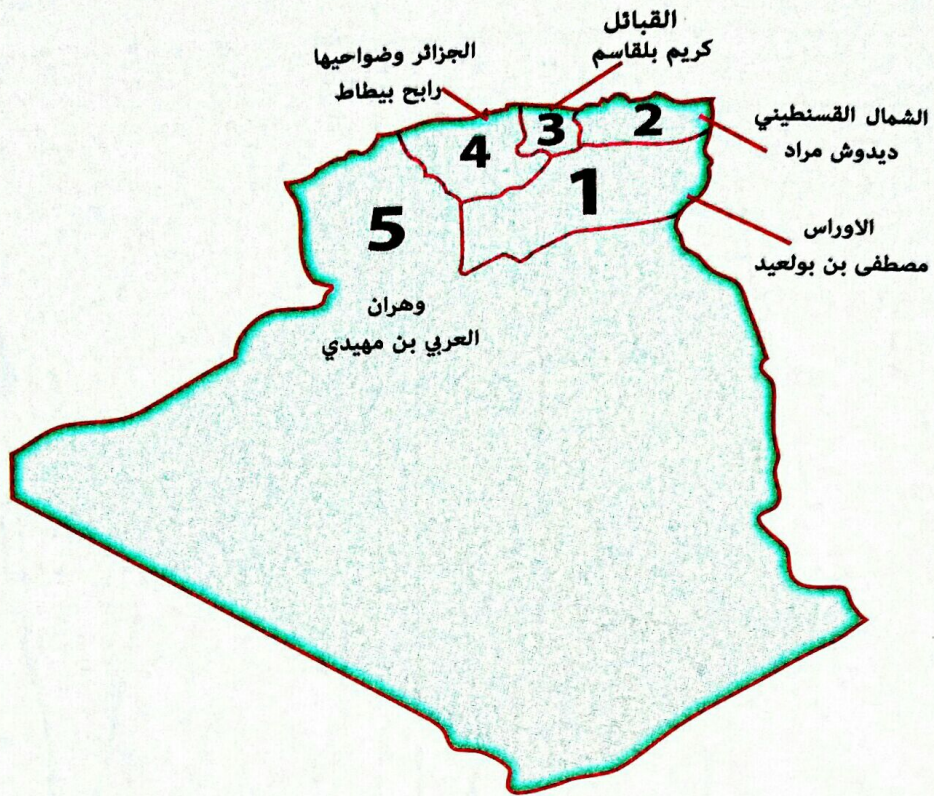 القبائل
كريم بلقاسم
الجزائر وضواحيها
رابح بيطاط
الشمال القسنطيني
ديدوش مراد
3
2
4
1
الاوراس
مصطفى بن بولعيد
5
وهران
العربي بن مهيدي